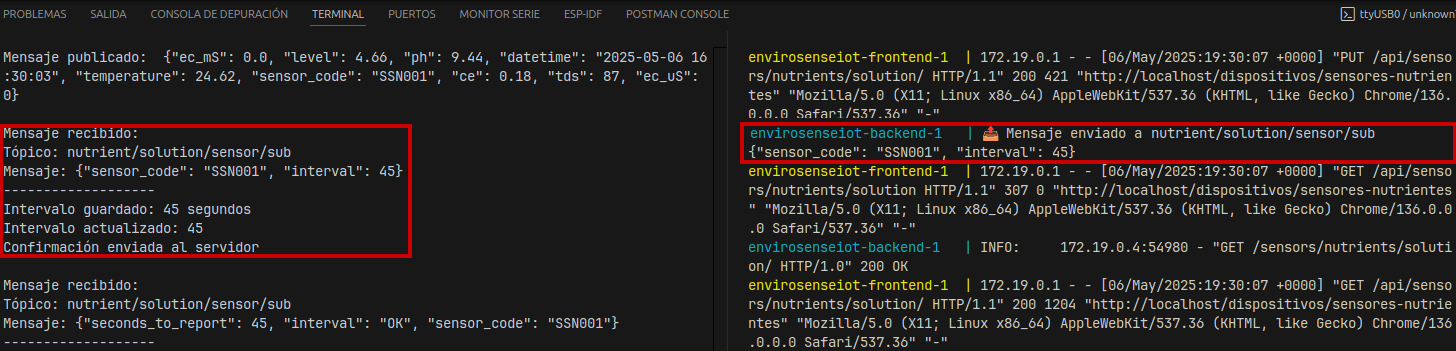 PROBLEMAS SALIDA CONSOLA DE DEPURACIÓN TERMINAL PUERTOS MONITOR SERIE ESP-IDF POSTMAN CONSOLE ttyUSB0 / unknown
Mensaje publicado:  {"ec_mS": 0.0, "level": 4.66, "ph": 9.44, "datetime": "2025-05-06 16
:30:03", "temperature": 24.62, "sensor_code": "SSN001", "ce": 0.18, "tds": 87, "ec_uS":
0}
Mensaje recibido:
Tópico: nutrient/solution/sensor/sub
Mensaje: {"sensor_code": "SSN001", "interval": 45}
-------------------
Intervalo guardado: 45 segundos
Intervalo actualizado: 45
Confirmación enviada al servidor
Mensaje recibido:
Tópico: nutrient/solution/sensor/sub
Mensaje: {"seconds_to_report": 45, "interval": "OK", "sensor_code": "SSN001"}
-------------------
envirosenseiot-frontend-1  | 172.19.0.1 - - [06/May/2025:19:30:07 +0000] "PUT /api/senso
rs/nutrients/solution/ HTTP/1.1" 200 421 "http://localhost/dispositivos/sensores-nutrien
tes" "Mozilla/5.0 (X11; Linux x86_64) AppleWebKit/537.36 (KHTML, like Gecko) Chrome/136.
0.0.0 Safari/537.36" "-"
envirosenseiot-backend-1   | 📤 Mensaje enviado a nutrient/solution/sensor/sub
{"sensor_code": "SSN001", "interval": 45}
envirosenseiot-frontend-1  | 172.19.0.1 - - [06/May/2025:19:30:07 +0000] "GET /api/senso
rs/nutrients/solution HTTP/1.1" 307 0 "http://localhost/dispositivos/sensores-nutrientes
" "Mozilla/5.0 (X11; Linux x86_64) AppleWebKit/537.36 (KHTML, like Gecko) Chrome/136.0.0
.0 Safari/537.36" "-"
envirosenseiot-backend-1   | INFO:     172.19.0.4:54980 - "GET /sensors/nutrients/soluti
on/ HTTP/1.0" 200 OK
envirosenseiot-frontend-1  | 172.19.0.1 - - [06/May/2025:19:30:07 +0000] "GET /api/senso
rs/nutrients/solution/ HTTP/1.1" 200 1204 "http://localhost/dispositivos/sensores-nutrie
ntes" "Mozilla/5.0 (X11; Linux x86_64) AppleWebKit/537.36 (KHTML, like Gecko) Chrome/136
.0.0.0 Safari/537.36" "-"